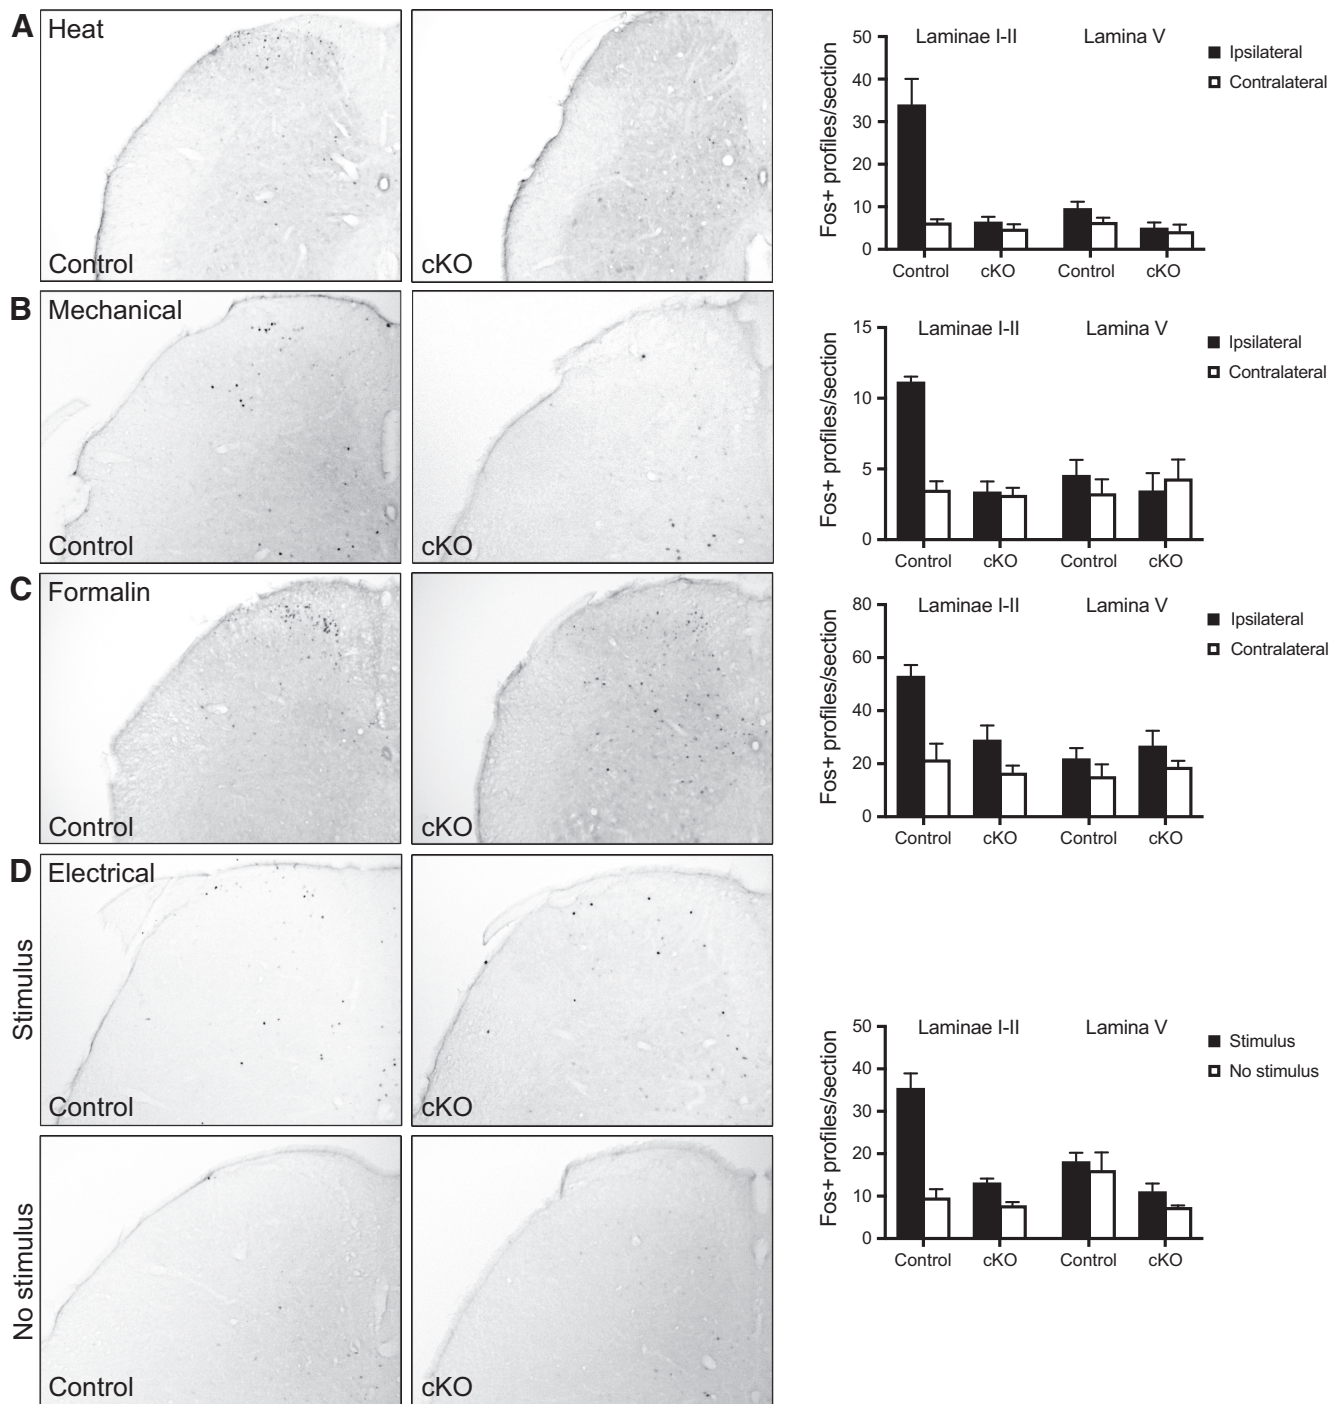 A
Heat
Control
cKO
50
40
30
20
10
0
Fos+ profiles/section
Laminae I-II
Lamina V
Ipsilateral
Contralateral
Control
cKO
Control
cKO
B
Mechanical
Control
cKO
15
10
5
0
Fos+ profiles/section
Laminae I-II
Lamina V
Ipsilateral
Contralateral
Control
cKO
Control
cKO
C
Formalin
Control
cKO
80
60
40
20
0
Fos+ profiles/section
Laminae I-II
Lamina V
Ipsilateral
Contralateral
Control
cKO
Control
cKO
D
Electrical
Stimulus
Control
cKO
No stimulus
Control
cKO
50
40
30
20
10
0
Fos+ profiles/section
Laminae I-II
Lamina V
Stimulus
No stimulus
Control
cKO
Control
cKO